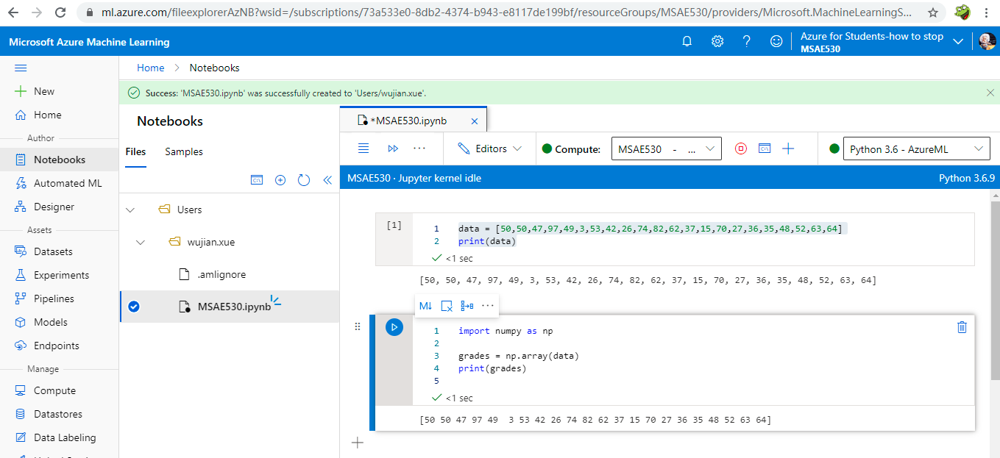 ml.azure.com/fileexplorerAzNB?wsid=/subscriptions/73a533e0-8db2-4374-b943-e8117de199bf/resourceGroups/MSAE530/providers/Microsoft.MachineLearningS...
Microsoft Azure Machine Learning
Azure for Students-how to stop
MSAE530
Home > Notebooks
Success: 'MSAE530.ipynb' was successfully created to 'Users/wujian.xue'.
New
Home
Author
Notebooks
Automated ML
Designer
Assets
Datasets
Experiments
Pipelines
Models
Endpoints
Manage
Compute
Datastores
Data Labeling
Notebooks
Files Samples
Users
wujian.xue
.amlignore
MSAE530.ipynb
*MSAE530.ipynb
Editors
Compute:
MSAE530 - ...
Python 3.6 - AzureML
MSAE530 · Jupyter kernel idle
Python 3.6.9
[1]
1 data = [50,50,47,97,49,3,53,42,26,74,82,62,37,15,70,27,36,35,48,52,63,64]
2 print(data)
<1 sec
[50, 50, 47, 97, 49, 3, 53, 42, 26, 74, 82, 62, 37, 15, 70, 27, 36, 35, 48, 52, 63, 64]
M↓
1 import numpy as np
2
3 grades = np.array(data)
4 print(grades)
5
<1 sec
[50 50 47 97 49  3 53 42 26 74 82 62 37 15 70 27 36 35 48 52 63 64]